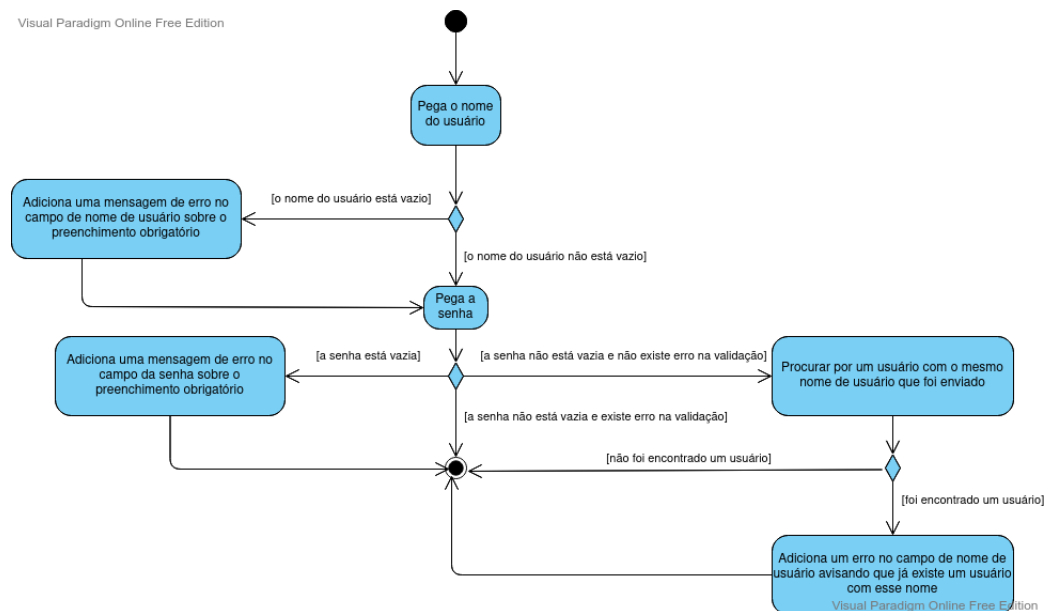 Visual Paradigm Online Free Edition
Pega o nome
do usuário
[o nome do usuário está vazio]
Adiciona uma mensagem de erro no
campo de nome de usuário sobre o
preenchimento obrigatório
[o nome do usuário não está vazio]
Pega a
senha
[a senha está vazia]
[a senha não está vazia e não existe erro na validação]
Adiciona uma mensagem de erro no
campo da senha sobre o
preenchimento obrigatório
Procurar por um usuário com o mesmo
nome de usuário que foi enviado
[a senha não está vazia e existe erro na validação]
[não foi encontrado um usuário]
[foi encontrado um usuário]
Adiciona um erro no campo de nome de
usuário avisando que já existe um usuário
com esse nome
Visual Paradigm Online Free Edition